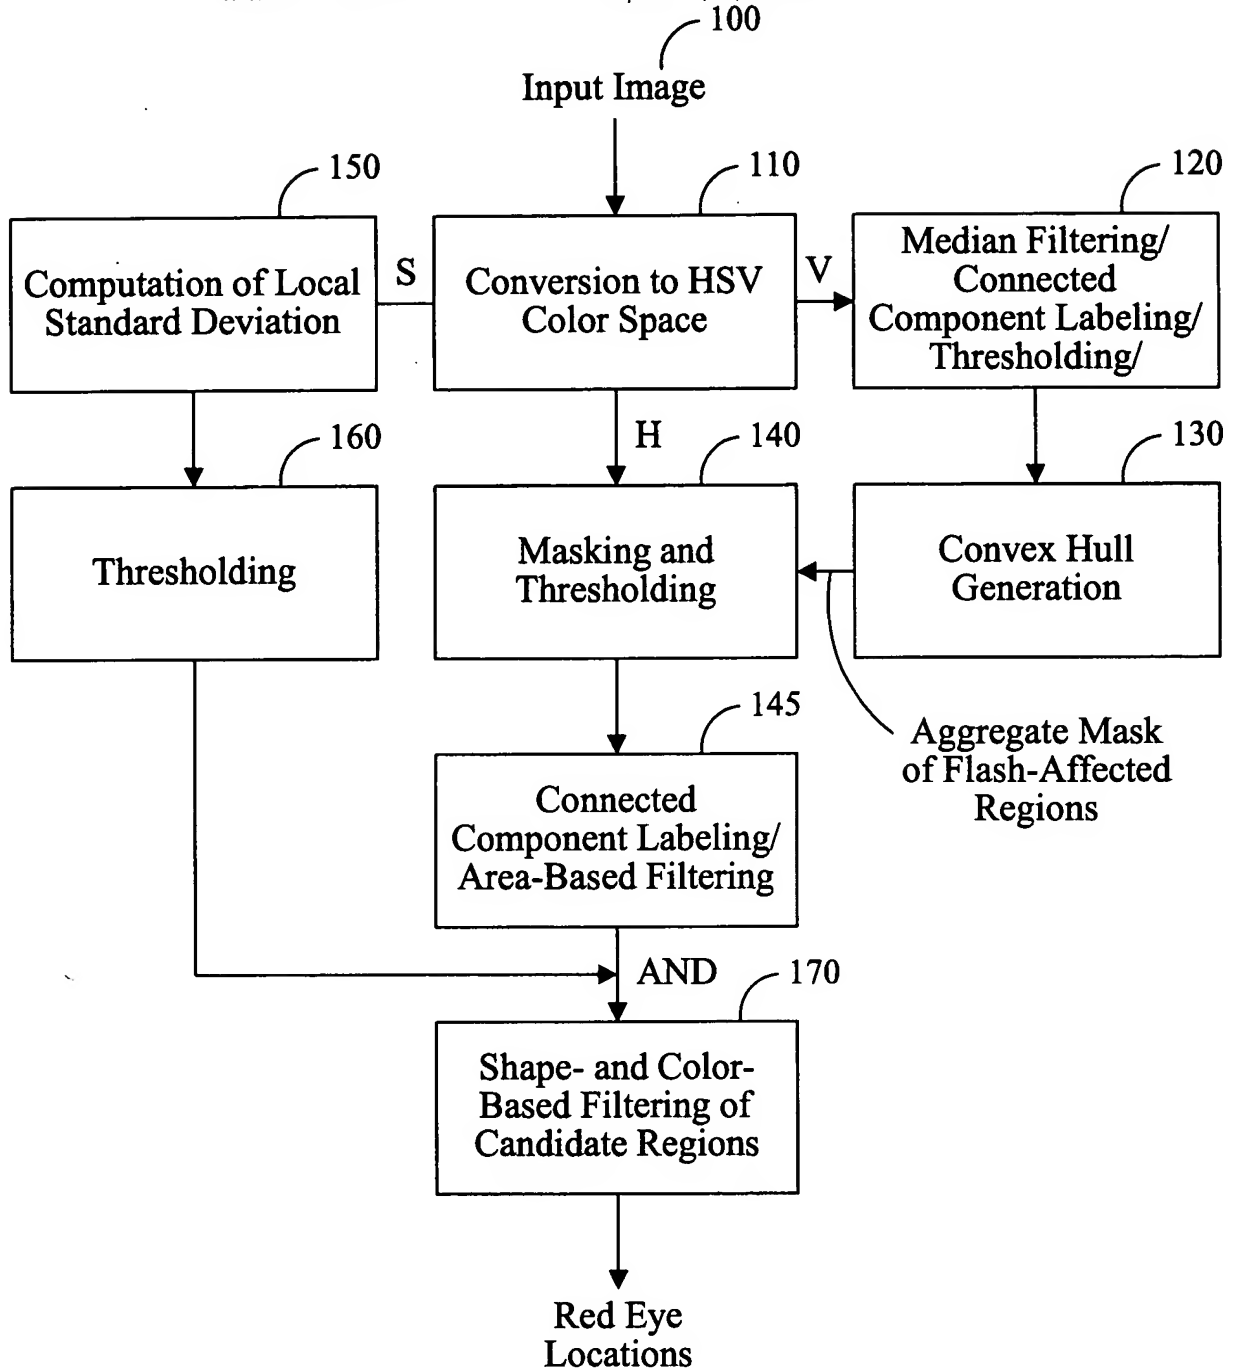 100
Input Image
150
110
120
Computation of Local
Standard Deviation
S
Conversion to HSV
Color Space
V
Median Filtering/
Connected
Component Labeling/
Thresholding/
160
H
140
130
Thresholding
Masking and
Thresholding
Convex Hull
Generation
145
Aggregate Mask
of Flash-Affected
Regions
Connected
Component Labeling/
Area-Based Filtering
AND
170
Shape- and Color-
Based Filtering of
Candidate Regions
Red Eye
Locations